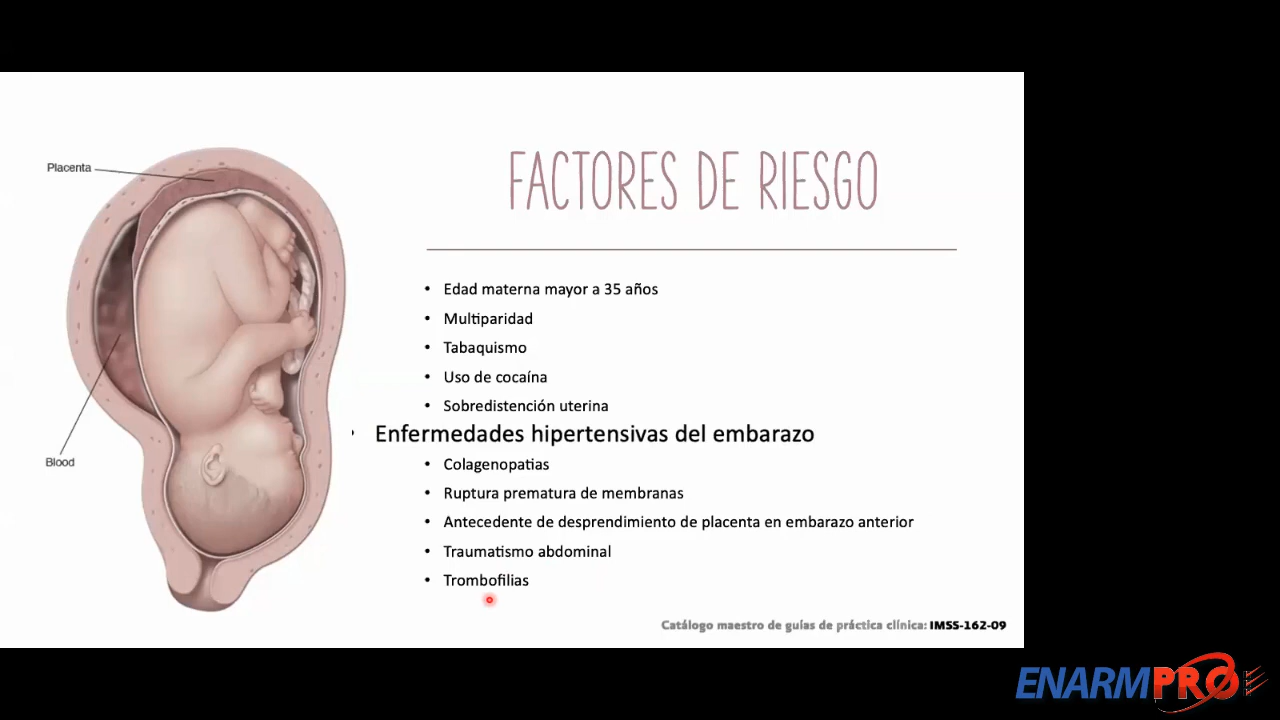 Placenta
Blood
FACTORES DE RIESGO
• Edad materna mayor a 35 años
• Multiparidad
• Tabaquismo
• Uso de cocaína
• Sobredistención uterina
• Enfermedades hipertensivas del embarazo
• Colagenopatias
• Ruptura prematura de membranas
• Antecedente de desprendimiento de placenta en embarazo anterior
• Traumatismo abdominal
• Trombofilias
Catálogo maestro de guías de práctica clínica: IMSS-162-09
ENARMPRO